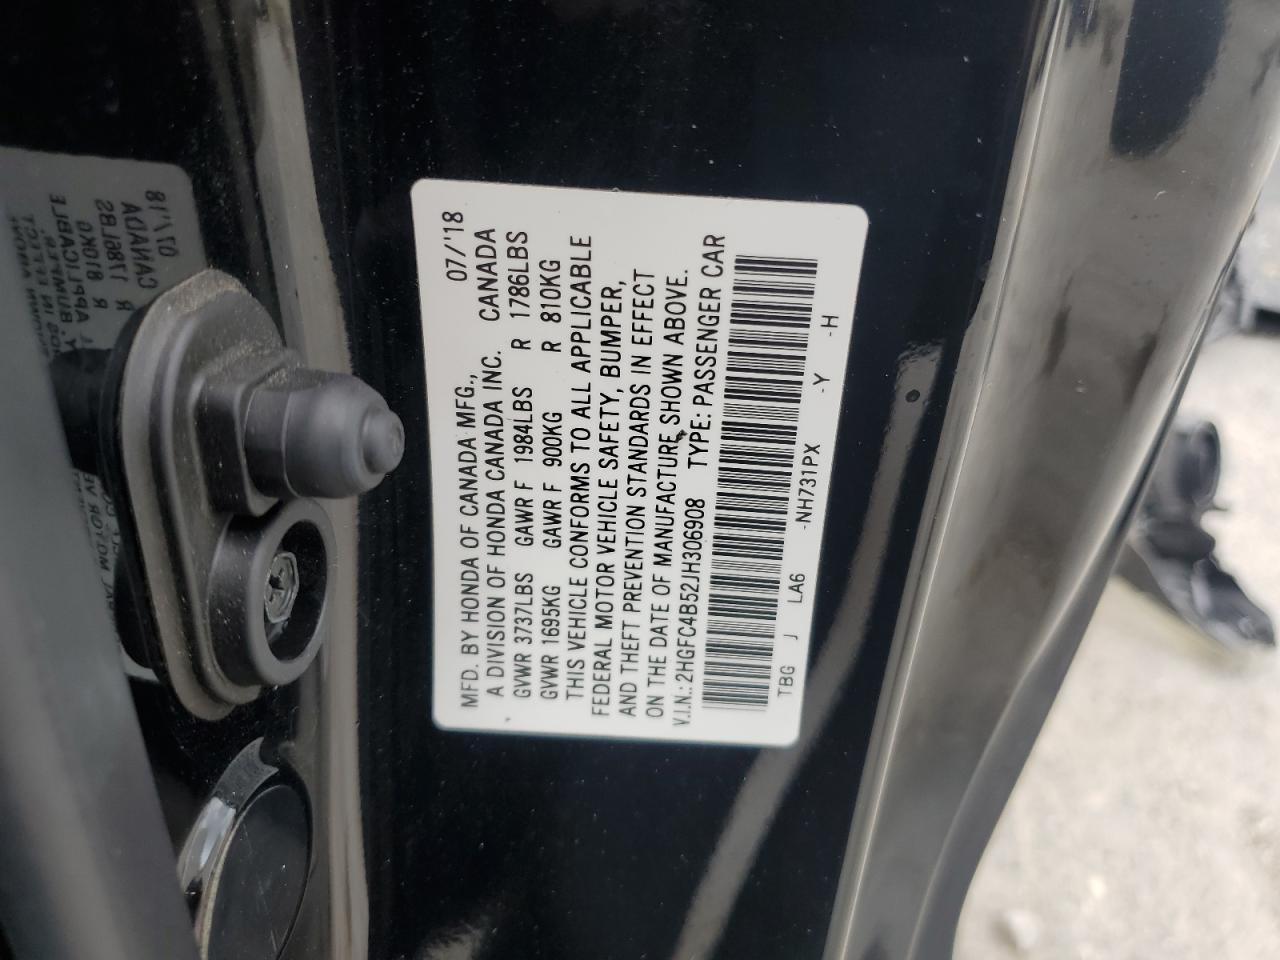 MFD. BY HONDA OF CANADA MFG., 07/'18
A DIVISION OF HONDA CANADA INC. CANADA
GVWR 3737LBS GAWR F 1984LBS R 1786LBS
GVWR 1695KG GAWR F 900KG R 810KG
THIS VEHICLE CONFORMS TO ALL APPLICABLE
FEDERAL MOTOR VEHICLE SAFETY, BUMPER,
AND THEFT PREVENTION STANDARDS IN EFFECT
ON THE DATE OF MANUFACTURE SHOWN ABOVE.
V.I.N.: 2HGFC4B52JH306908 TYPE: PASSENGER CAR
TBG J LA6 -NH731PX -Y -H